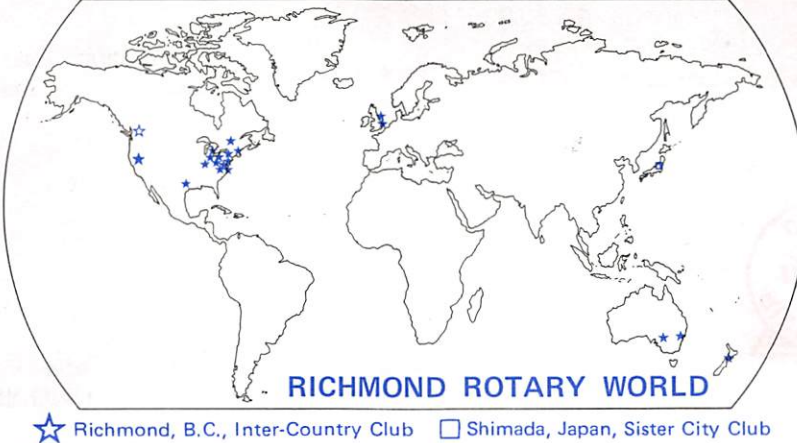 RICHMOND ROTARY WORLD
Richmond, B.C., Inter-Country Club Shimada, Japan, Sister City Club